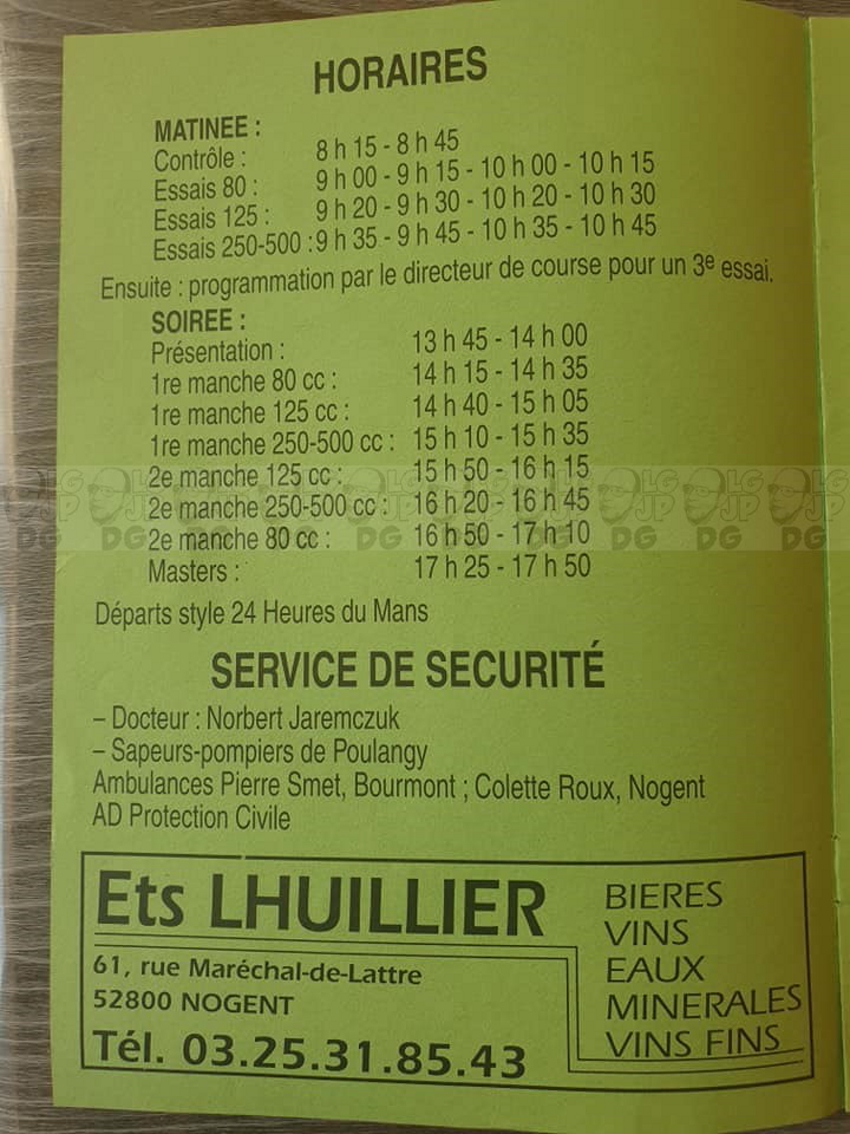 HORAIRES
MATINEE :
Contrôle : 8 h 15 - 8 h 45
Essais 80 : 9 h 00 - 9 h 15 - 10 h 00 - 10 h 15
Essais 125 : 9 h 20 - 9 h 30 - 10 h 20 - 10 h 30
Essais 250-500 : 9 h 35 - 9 h 45 - 10 h 35 - 10 h 45
Ensuite : programmation par le directeur de course pour un 3e essai.
SOIREE :
Présentation : 13 h 45 - 14 h 00
1re manche 80 cc : 14 h 15 - 14 h 35
1re manche 125 cc : 14 h 40 - 15 h 05
1re manche 250-500 cc : 15 h 10 - 15 h 35
2e manche 125 cc : 15 h 50 - 16 h 15
2e manche 250-500 cc : 16 h 20 - 16 h 45
2e manche 80 cc : 16 h 50 - 17 h 10
Masters : 17 h 25 - 17 h 50
Départs style 24 Heures du Mans
SERVICE DE SECURITÉ
– Docteur : Norbert Jaremczuk
– Sapeurs-pompiers de Poulangy
Ambulances Pierre Smet, Bourmont ; Colette Roux, Nogent
AD Protection Civile
Ets LHUILLIER
61, rue Maréchal-de-Lattre
52800 NOGENT
Tél. 03.25.31.85.43
BIERES
VINS
EAUX
MINERALES
VINS FINS
LG
JP
DG